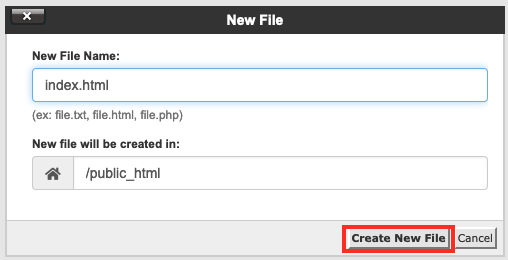 New File
New File Name:
index.html
(ex: file.txt, file.html, file.php)
New file will be created in:
/public_html
Create New File Cancel